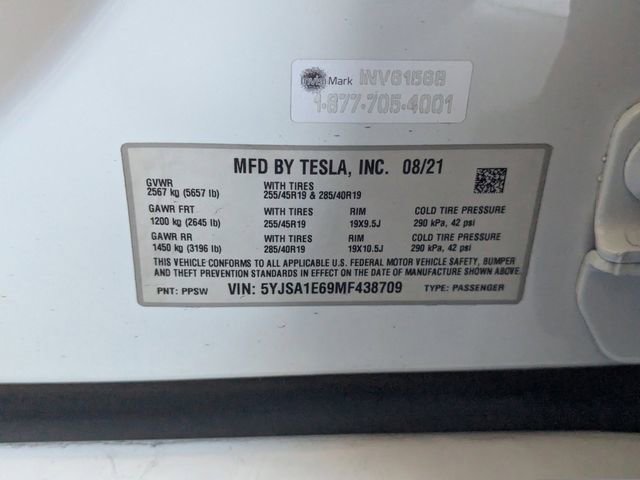 Mark INV61568
1-877-705-4001
MFD BY TESLA, INC. 08/21
GVWR WITH TIRES
2567 kg (5657 lb) 255/45R19 & 285/40R19
GAWR FRT WITH TIRES RIM COLD TIRE PRESSURE
1200 kg (2645 lb) 255/45R19 19X9.5J 290 kPa, 42 psi
GAWR RR WITH TIRES RIM COLD TIRE PRESSURE
1450 kg (3196 lb) 285/40R19 19X10.5J 290 kPa, 42 psi
THIS VEHICLE CONFORMS TO ALL APPLICABLE U.S. FEDERAL MOTOR VEHICLE SAFETY, BUMPER
AND THEFT PREVENTION STANDARDS IN EFFECT ON THE DATE OF MANUFACTURE SHOWN ABOVE.
PNT: PPSW VIN: 5YJSA1E69MF438709 TYPE: PASSENGER